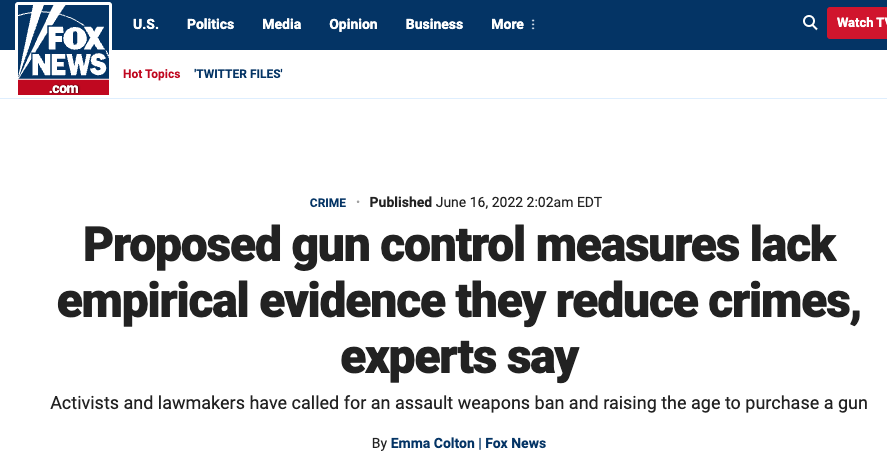 FOX
NEWS
.com
U.S. Politics Media Opinion Business More
Watch TV
Hot Topics 'TWITTER FILES'
CRIME · Published June 16, 2022 2:02am EDT
Proposed gun control measures lack
empirical evidence they reduce crimes,
experts say
Activists and lawmakers have called for an assault weapons ban and raising the age to purchase a gun
By Emma Colton | Fox News